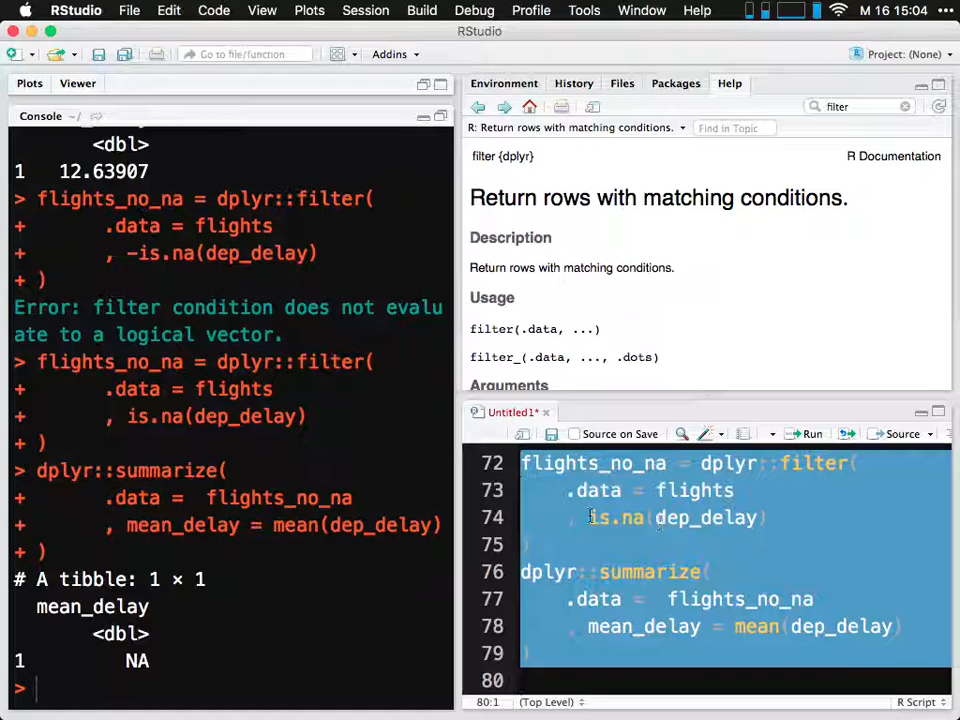 RStudio File Edit Code View Plots Session Build Debug Profile Tools Window Help M 16 15:04
RStudio
Go to file/function Addins Project: (None)
Plots Viewer
Console ~/
<dbl>
1 12.63907
> flights_no_na = dplyr::filter(
+ .data = flights
+ , -is.na(dep_delay)
+ )
Error: filter condition does not evalu
ate to a logical vector.
> flights_no_na = dplyr::filter(
+ .data = flights
+ , is.na(dep_delay)
+ )
> dplyr::summarize(
+ .data =  flights_no_na
+ , mean_delay = mean(dep_delay)
+ )
# A tibble: 1 × 1
mean_delay
<dbl>
1 NA
>
Environment History Files Packages Help
filter
R: Return rows with matching conditions. Find in Topic
filter {dplyr} R Documentation
Return rows with matching conditions.
Description
Return rows with matching conditions.
Usage
filter(.data, ...)
filter_(.data, ..., .dots)
Arguments
Untitled1*
Source on Save Run Source
72 flights_no_na = dplyr::filter(
73 .data = flights
74 , is.na(dep_delay)
75 )
76 dplyr::summarize(
77 .data =  flights_no_na
78 , mean_delay = mean(dep_delay)
79 )
80
80:1 (Top Level) R Script